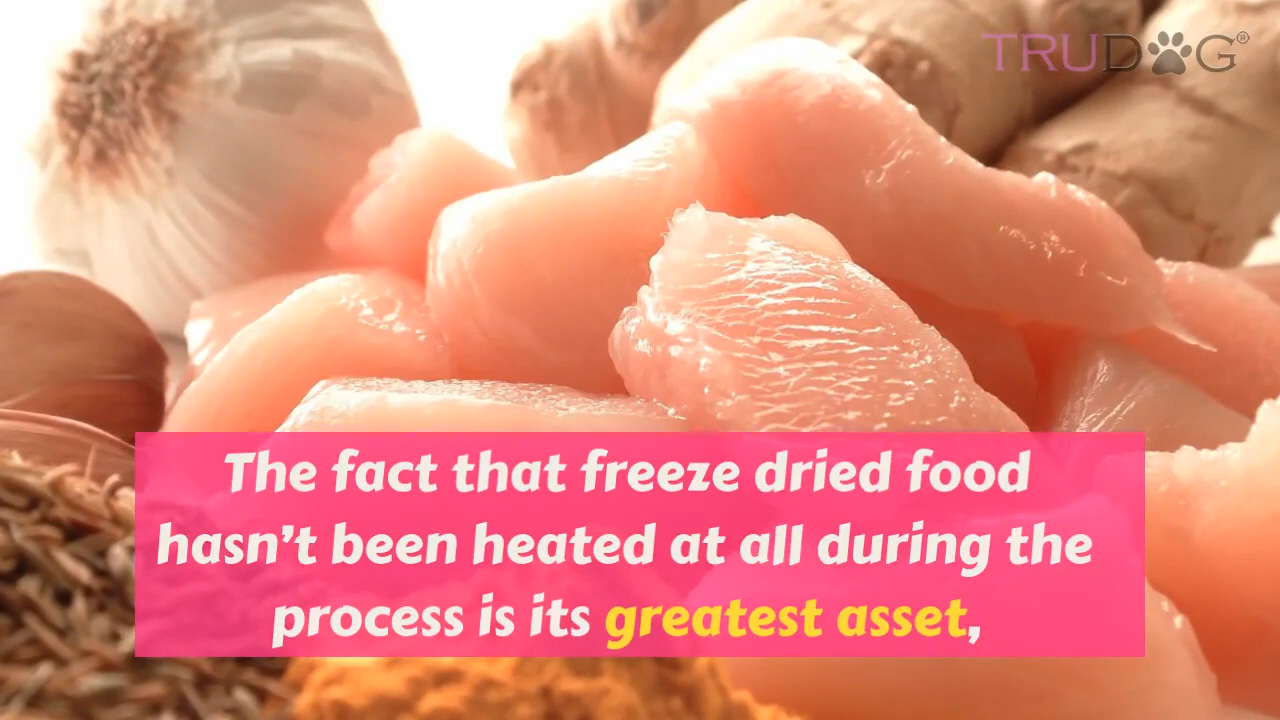 TRUDOG®
The fact that freeze dried food
hasn't been heated at all during the
process is its greatest asset,